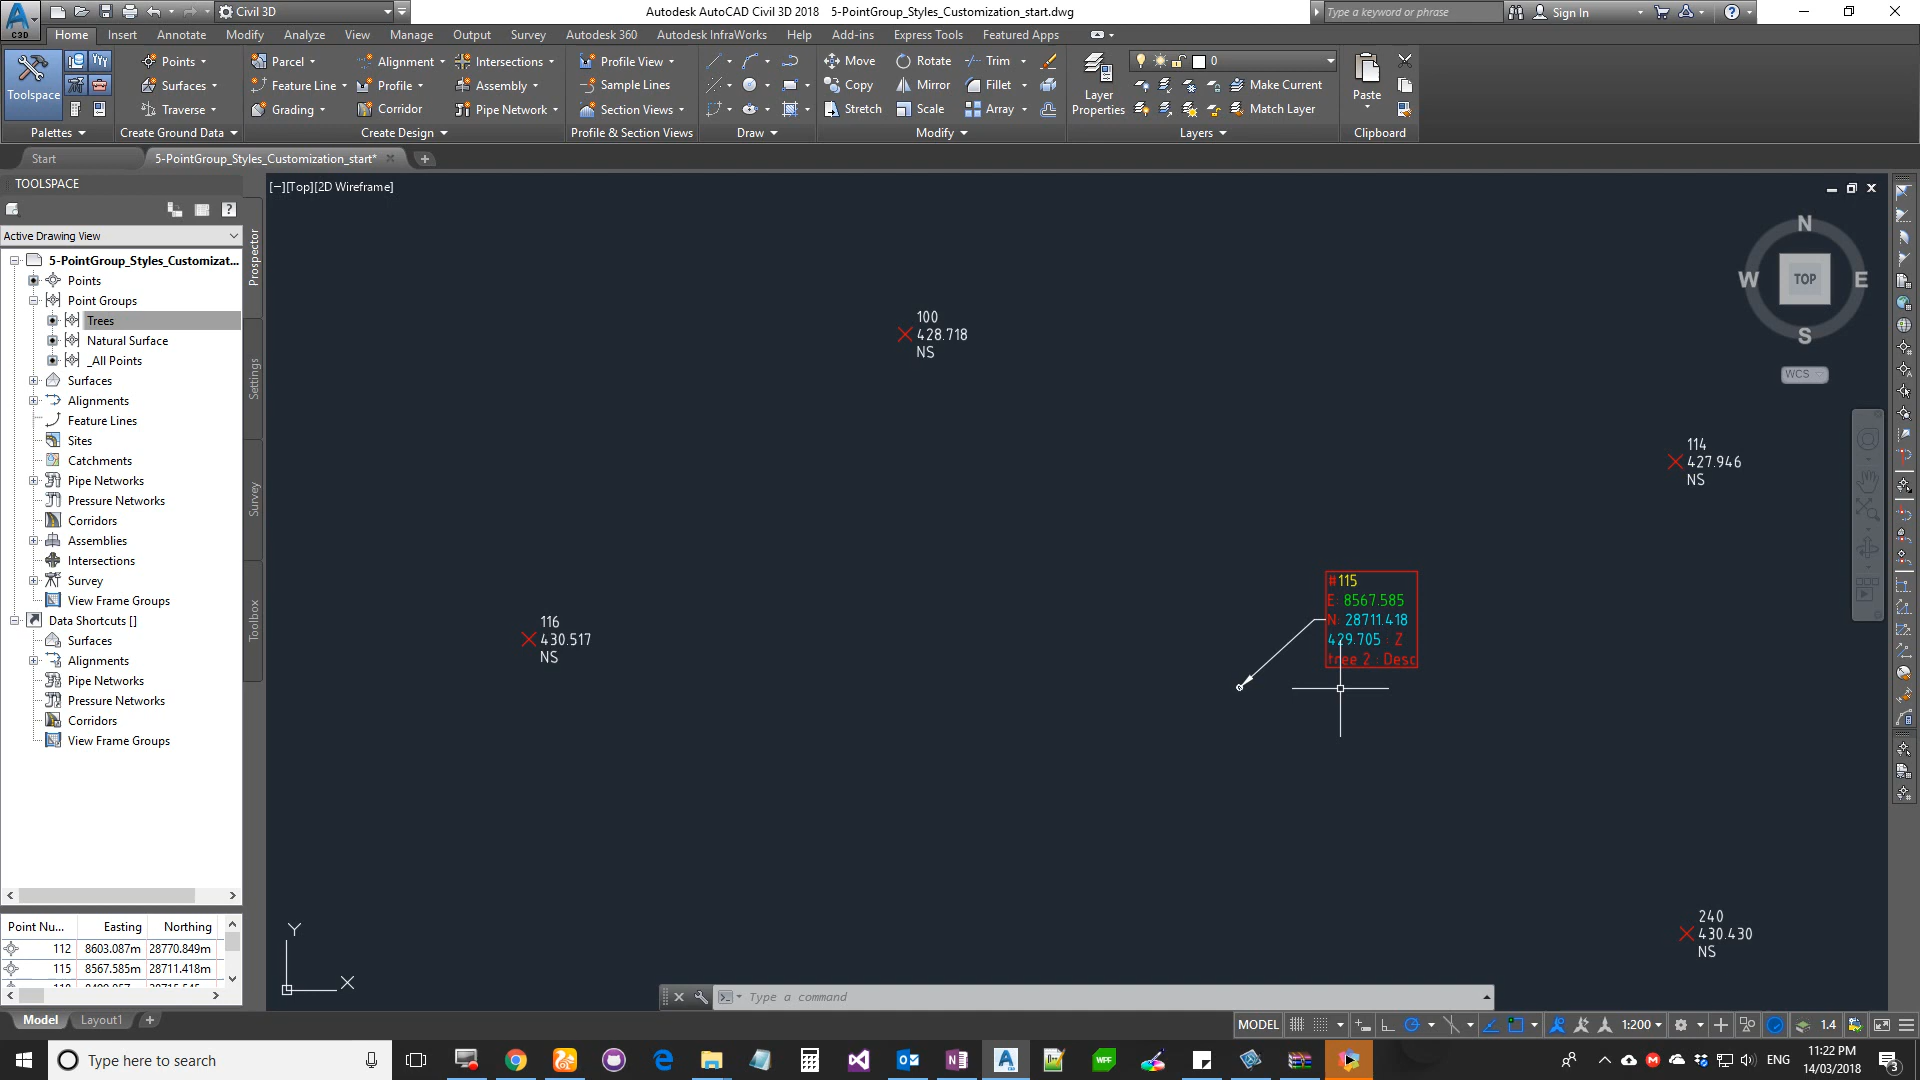 Civil 3D
Autodesk AutoCAD Civil 3D 2018 5-PointGroup_Styles_Customization_start.dwg
Type a keyword or phrase
Sign In
C3D
Home Insert Annotate Modify Analyze View Manage Output Survey Autodesk 360 Autodesk InfraWorks Help Add-ins Express Tools Featured Apps
Points Parcel Alignment Intersections Profile View Move Rotate Trim 0
Toolspace Surfaces Feature Line Profile Assembly Sample Lines Copy Mirror Fillet Layer Properties Make Current Paste
Traverse Grading Corridor Pipe Network Section Views Stretch Scale Array Match Layer
Palettes Create Ground Data Create Design Profile & Section Views Draw Modify Layers Clipboard
Start 5-PointGroup_Styles_Customization_start*
TOOLSPACE
[−][Top][2D Wireframe]
Active Drawing View
5-PointGroup_Styles_Customizat...
Points
Point Groups
Trees
Natural Surface
_All Points
Surfaces
Alignments
Feature Lines
Sites
Catchments
Pipe Networks
Pressure Networks
Corridors
Assemblies
Intersections
Survey
View Frame Groups
Data Shortcuts []
Surfaces
Alignments
Pipe Networks
Pressure Networks
Corridors
View Frame Groups
Prospector
Settings
Survey
Toolbox
Point Nu... Easting Northing
112 8603.087m 28770.849m
115 8567.585m 28711.418m
N
W TOP E
S
WCS
100
428.718
NS
114
427.946
NS
#115
E: 8567.585
N: 28711.418
429.705 : Z
tree 2 : Desc
116
430.517
NS
240
430.430
NS
Y
X
Type a command
Model Layout1
MODEL 1:200 1.4
Type here to search
WPF
ENG
11:22 PM
14/03/2018
3